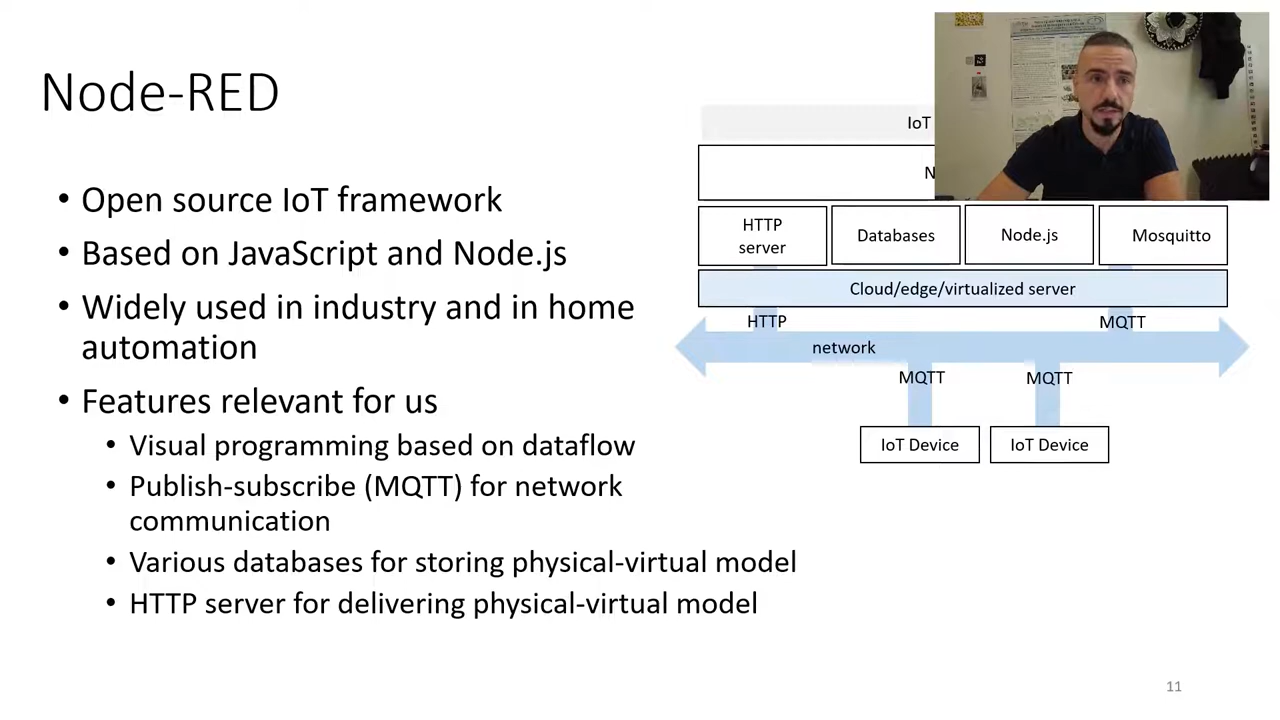 Node-RED
• Open source IoT framework
• Based on JavaScript and Node.js
• Widely used in industry and in home
automation
• Features relevant for us
• Visual programming based on dataflow
• Publish-subscribe (MQTT) for network
communication
• Various databases for storing physical-virtual model
• HTTP server for delivering physical-virtual model
IoT
N
HTTP
server
Databases
Node.js
Mosquitto
Cloud/edge/virtualized server
HTTP
MQTT
network
MQTT
MQTT
IoT Device
IoT Device
11